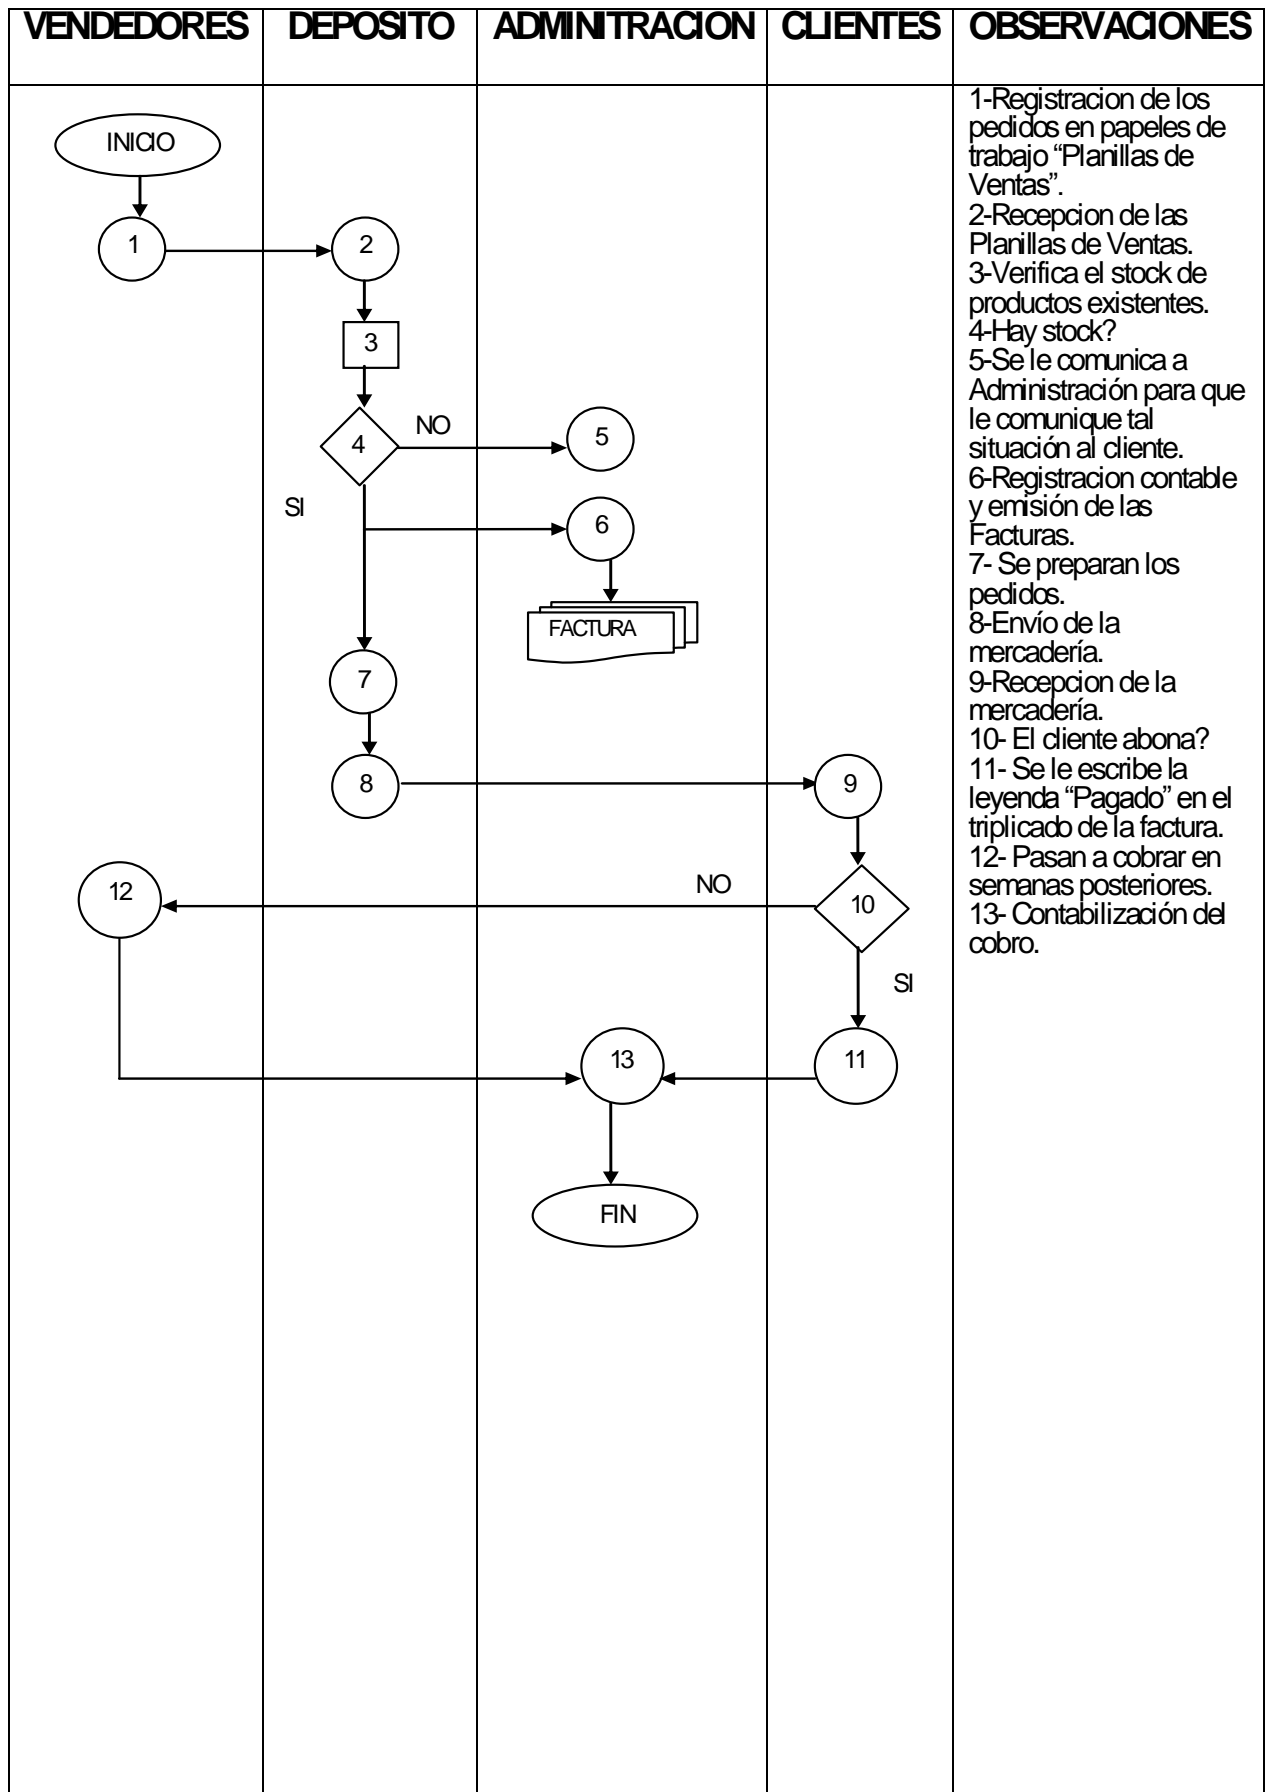 VENDEDORES DEPOSITO ADMINITRACION CLIENTES OBSERVACIONES
INICIO
1
2
3
4
NO
5
SI
6
FACTURA
7
8
9
12
NO
10
SI
13
11
FIN
1-Registracion de los
pedidos en papeles de
trabajo “Planillas de
Ventas”.
2-Recepcion de las
Planillas de Ventas.
3-Verifica el stock de
productos existentes.
4-Hay stock?
5-Se le comunica a
Administración para que
le comunique tal
situación al cliente.
6-Registracion contable
y emisión de las
Facturas.
7- Se preparan los
pedidos.
8-Envío de la
mercadería.
9-Recepcion de la
mercadería.
10- El cliente abona?
11- Se le escribe la
leyenda “Pagado” en el
triplicado de la factura.
12- Pasan a cobrar en
semanas posteriores.
13- Contabilización del
cobro.